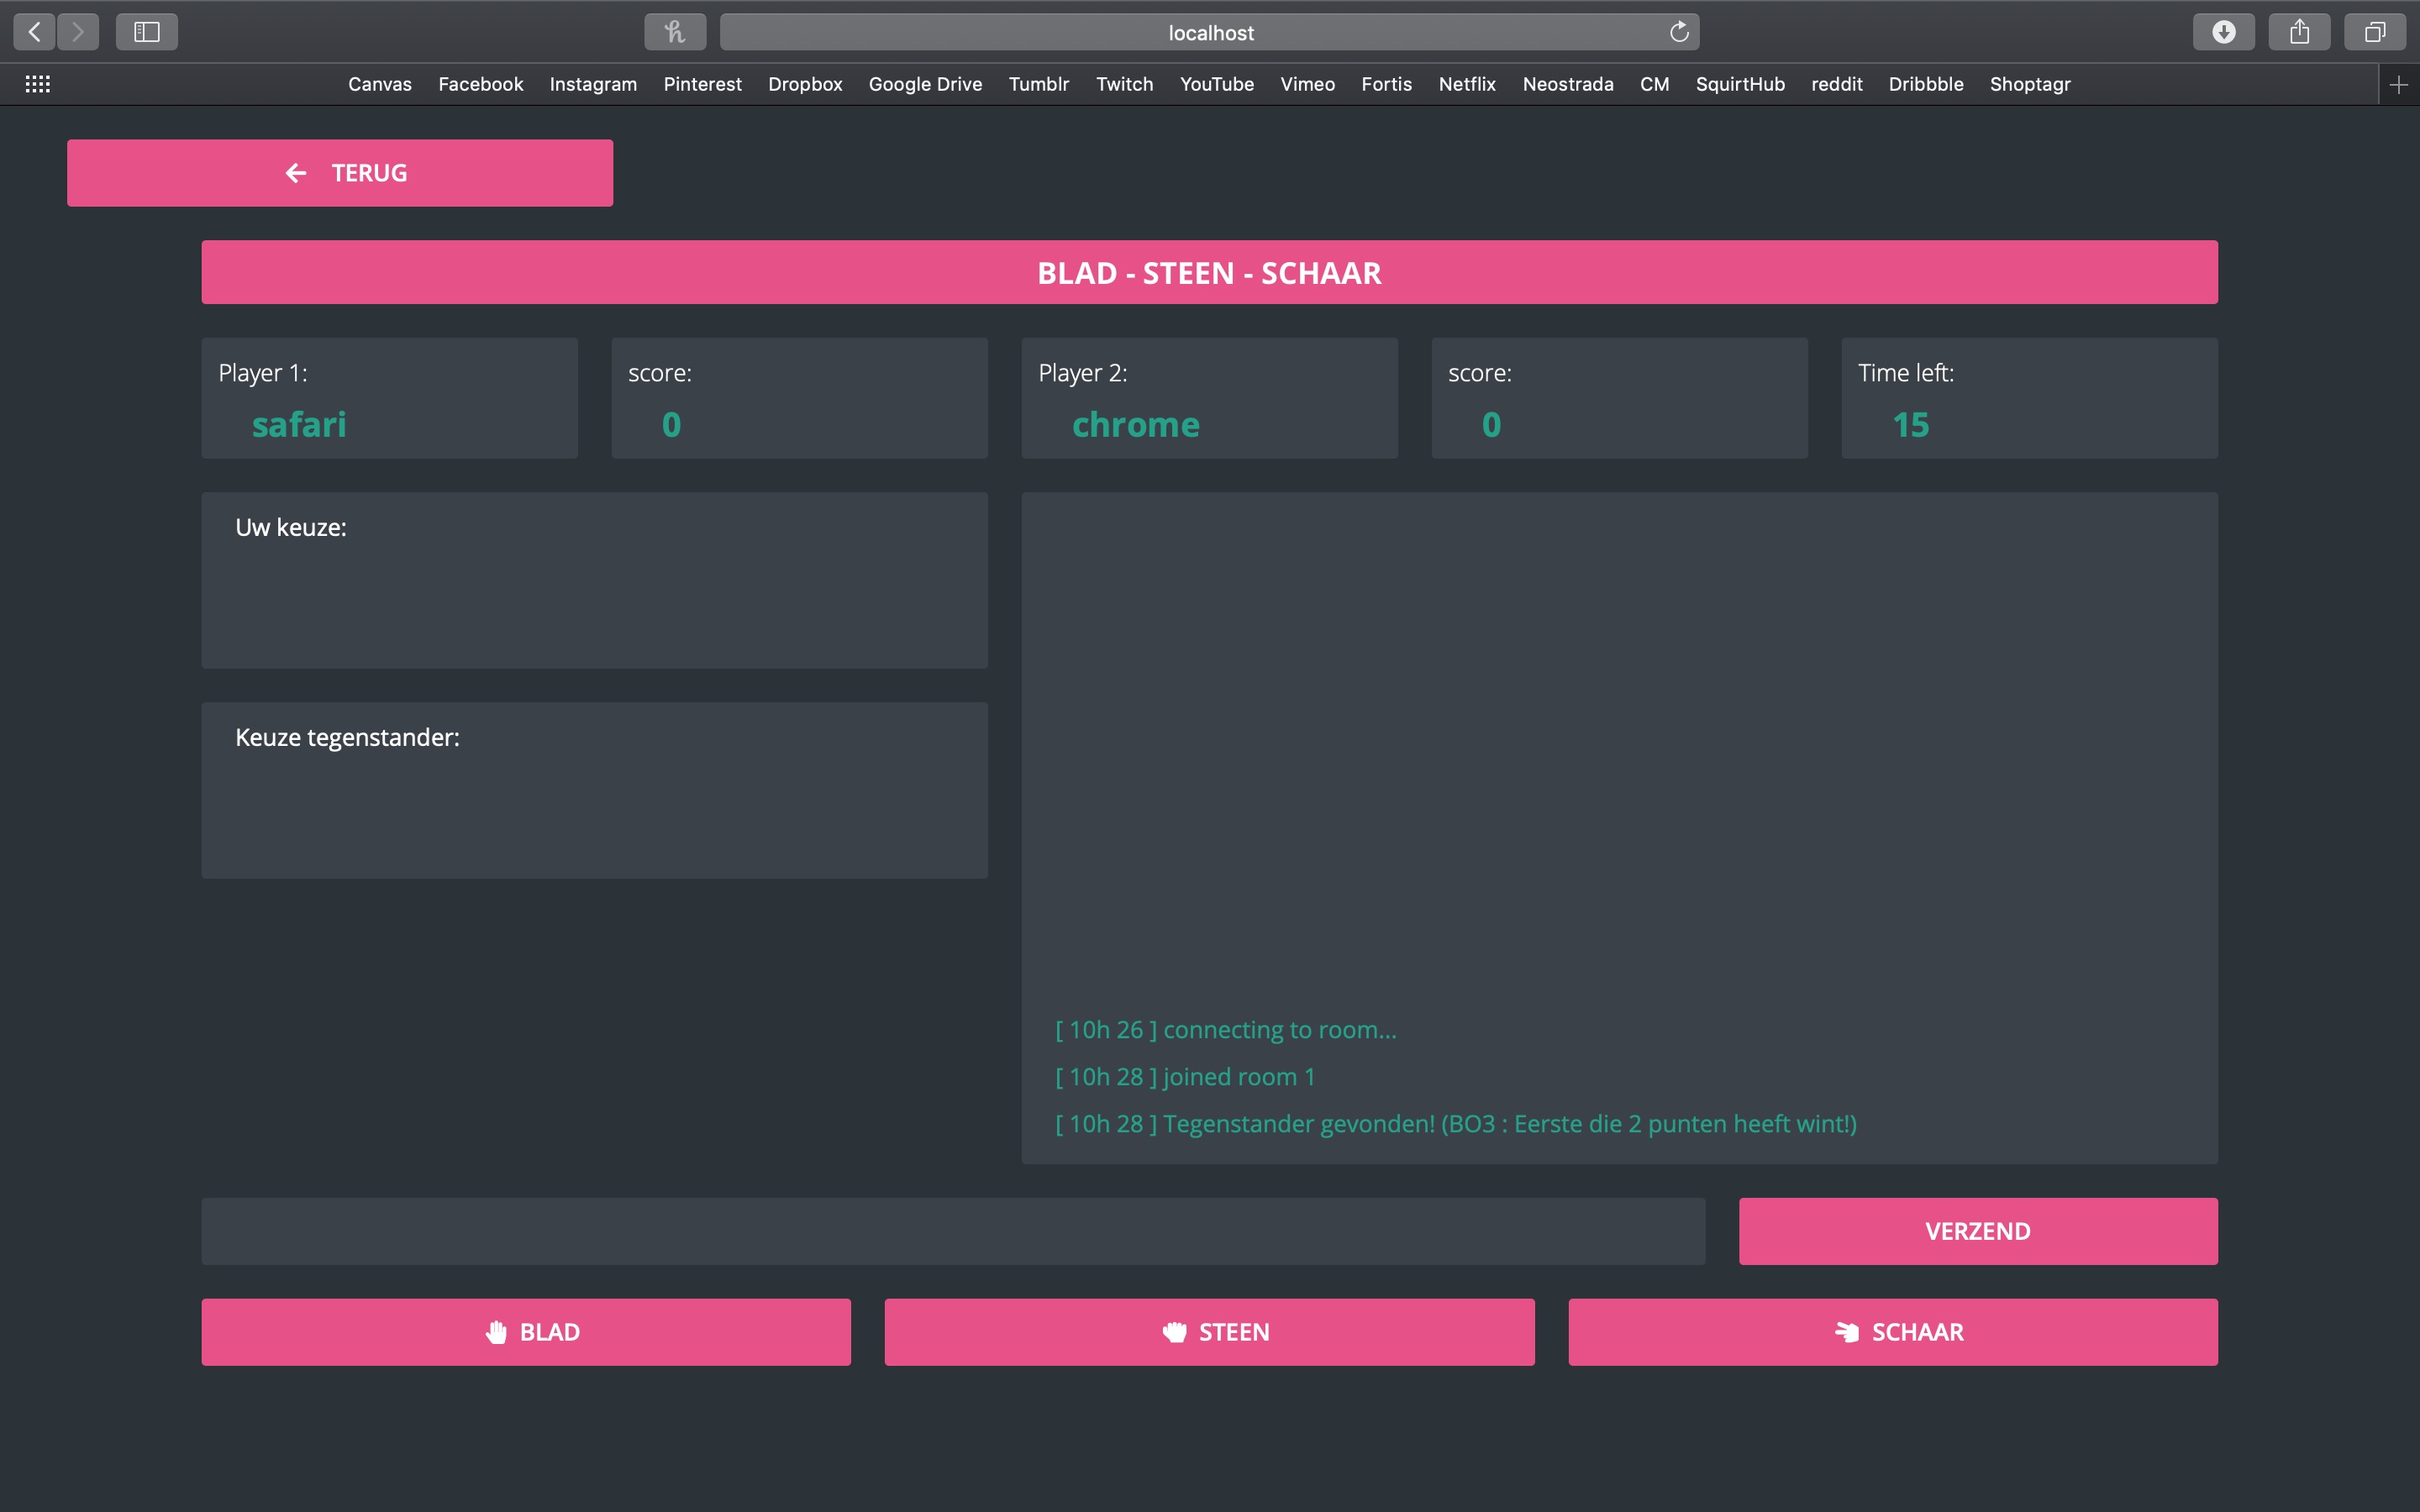 localhost
Canvas Facebook Instagram Pinterest Dropbox Google Drive Tumblr Twitch YouTube Vimeo Fortis Netflix Neostrada CM SquirtHub reddit Dribbble Shoptagr
TERUG
BLAD - STEEN - SCHAAR
Player 1: score: Player 2: score: Time left:
safari 0 chrome 0 15
Uw keuze:
Keuze tegenstander:
[ 10h 26 ] connecting to room...
[ 10h 28 ] joined room 1
[ 10h 28 ] Tegenstander gevonden! (BO3 : Eerste die 2 punten heeft wint!)
VERZEND
BLAD STEEN SCHAAR